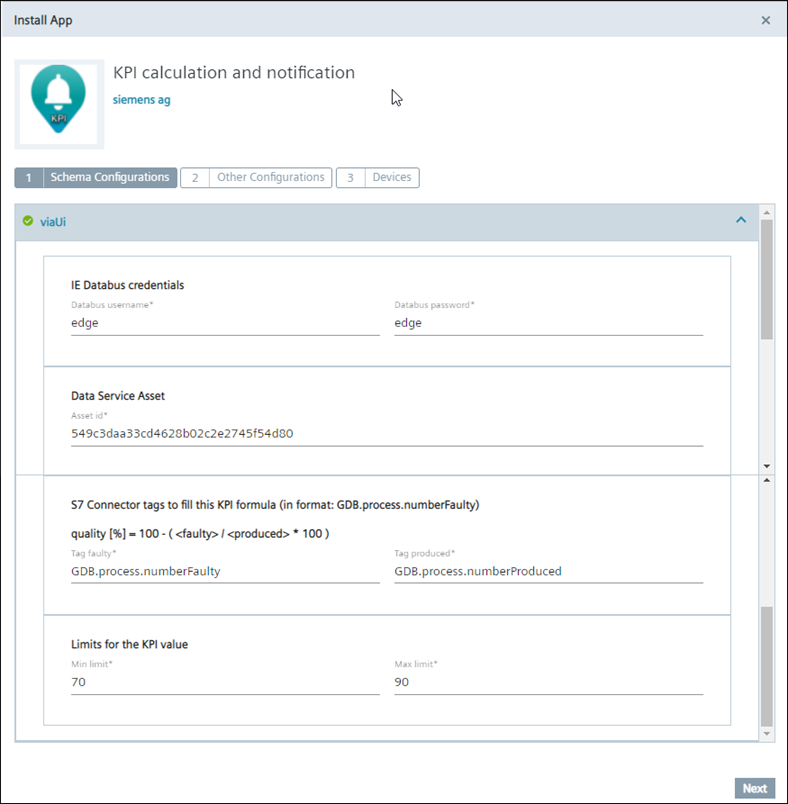 Install App
KPI calculation and notification
siemens ag
KPI
1 Schema Configurations 2 Other Configurations 3 Devices
viaUi
IE Databus credentials
Databus username* Databus password*
edge edge
Data Service Asset
Asset id*
549c3daa33cd4628b02c2e2745f54d80
S7 Connector tags to fill this KPI formula (in format: GDB.process.numberFaulty)
quality [%] = 100 - ( <faulty> / <produced> * 100 )
Tag faulty* Tag produced*
GDB.process.numberFaulty GDB.process.numberProduced
Limits for the KPI value
Min limit* Max limit*
70 90
Next